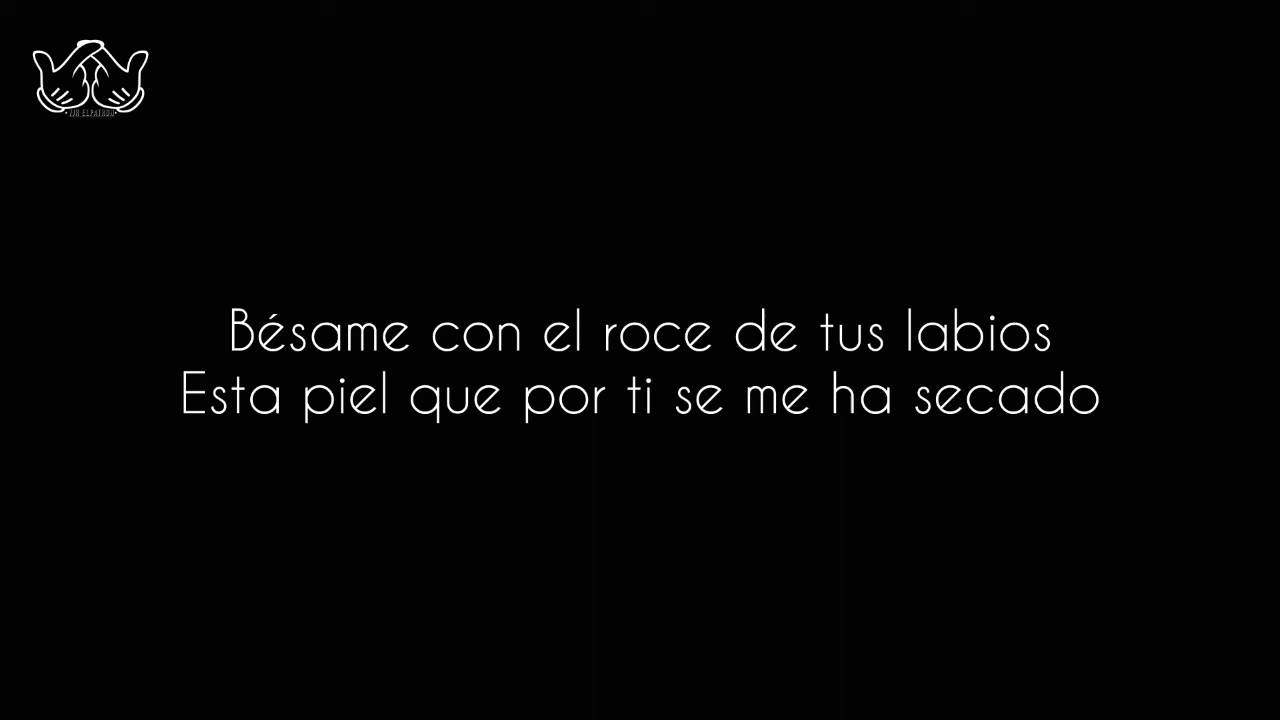 Bésame con el roce de tus labios
Esta piel que por ti se me ha secado